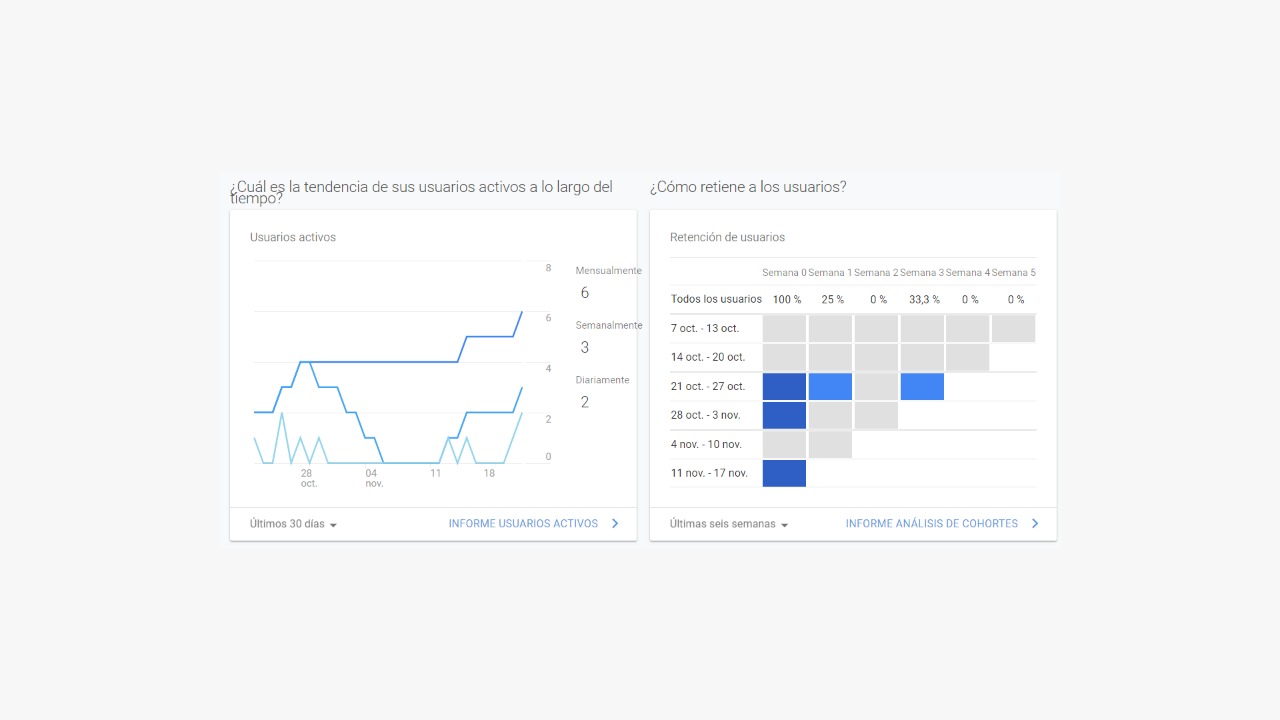 ¿Cuál es la tendencia de sus usuarios activos a lo largo del
tiempo?
Usuarios activos
8
6
4
2
0
28
oct.
04
nov.
11
18
Mensualmente
6
Semanalmente
3
Diariamente
2
Últimos 30 días
INFORME USUARIOS ACTIVOS
¿Cómo retiene a los usuarios?
Retención de usuarios
Semana 0 Semana 1 Semana 2 Semana 3 Semana 4 Semana 5
Todos los usuarios 100 % 25 % 0 % 33,3 % 0 % 0 %
7 oct. - 13 oct.
14 oct. - 20 oct.
21 oct. - 27 oct.
28 oct. - 3 nov.
4 nov. - 10 nov.
11 nov. - 17 nov.
Últimas seis semanas
INFORME ANÁLISIS DE COHORTES